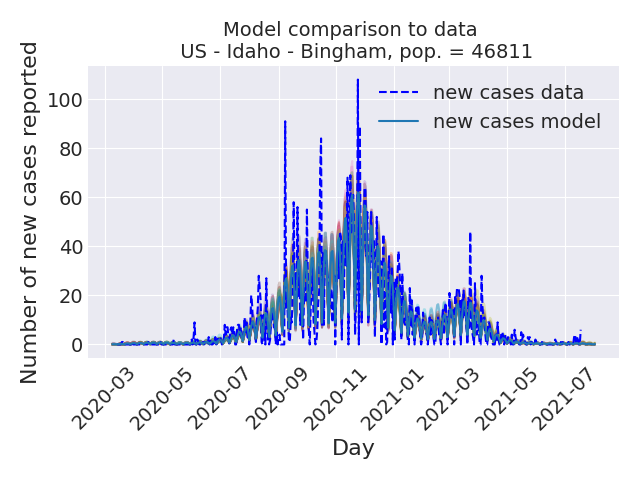 Model comparison to data
US - Idaho - Bingham, pop. = 46811
Number of new cases reported
100
80
60
40
20
0
new cases data
new cases model
2020-03
2020-05
2020-07
2020-09
2020-11
2021-01
2021-03
2021-05
2021-07
Day